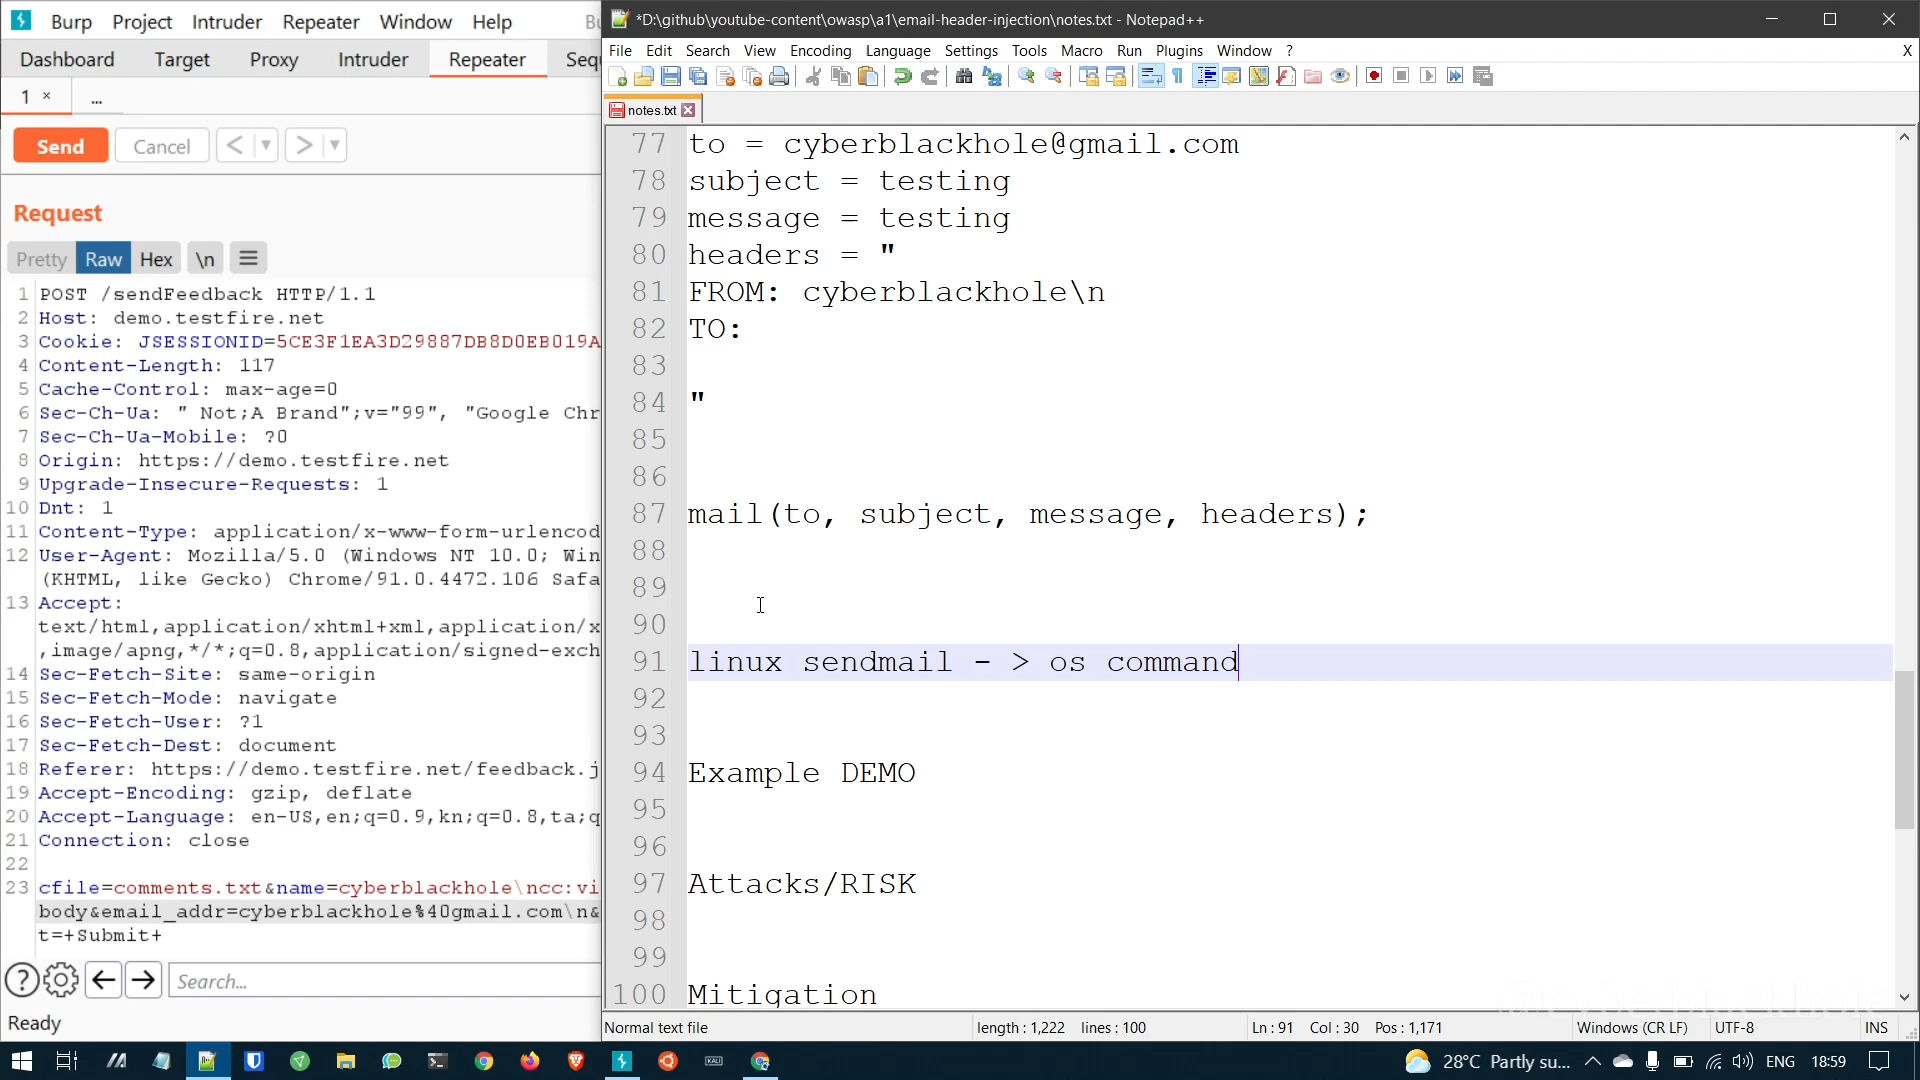 Burp Project Intruder Repeater Window Help Bu
Dashboard Target Proxy Intruder Repeater Seq
1 × ...
Send Cancel < ▼ > ▼
Request
Pretty Raw Hex \n
1 POST /sendFeedback HTTP/1.1
2 Host: demo.testfire.net
3 Cookie: JSESSIONID=5CE3F1EA3D29887DB8D0EB019A
4 Content-Length: 117
5 Cache-Control: max-age=0
6 Sec-Ch-Ua: " Not;A Brand";v="99", "Google Chr
7 Sec-Ch-Ua-Mobile: ?0
8 Origin: https://demo.testfire.net
9 Upgrade-Insecure-Requests: 1
10 Dnt: 1
11 Content-Type: application/x-www-form-urlencod
12 User-Agent: Mozilla/5.0 (Windows NT 10.0; Win
(KHTML, like Gecko) Chrome/91.0.4472.106 Safa
13 Accept:
text/html,application/xhtml+xml,application/x
,image/apng,*/*;q=0.8,application/signed-exch
14 Sec-Fetch-Site: same-origin
15 Sec-Fetch-Mode: navigate
16 Sec-Fetch-User: ?1
17 Sec-Fetch-Dest: document
18 Referer: https://demo.testfire.net/feedback.j
19 Accept-Encoding: gzip, deflate
20 Accept-Language: en-US,en;q=0.9,kn;q=0.8,ta;q
21 Connection: close
22
23 cfile=comments.txt&name=cyberblackhole\ncc:vi
body&email_addr=cyberblackhole%40gmail.com\n&
t=+Submit+
Search...
Ready
*D:\github\youtube-content\owasp\a1\email-header-injection\notes.txt - Notepad++
File Edit Search View Encoding Language Settings Tools Macro Run Plugins Window ? X
notes.txt
77 to = cyberblackhole@gmail.com
78 subject = testing
79 message = testing
80 headers = "
81 FROM: cyberblackhole\n
82 TO:
83
84 "
85
86
87 mail(to, subject, message, headers);
88
89
90
91 linux sendmail - > os command
92
93
94 Example DEMO
95
96
97 Attacks/RISK
98
99
100 Mitigation
Normal text file length : 1,222 lines : 100 Ln : 91 Col : 30 Pos : 1,171 Windows (CR LF) UTF-8 INS
28°C Partly su... ENG 18:59